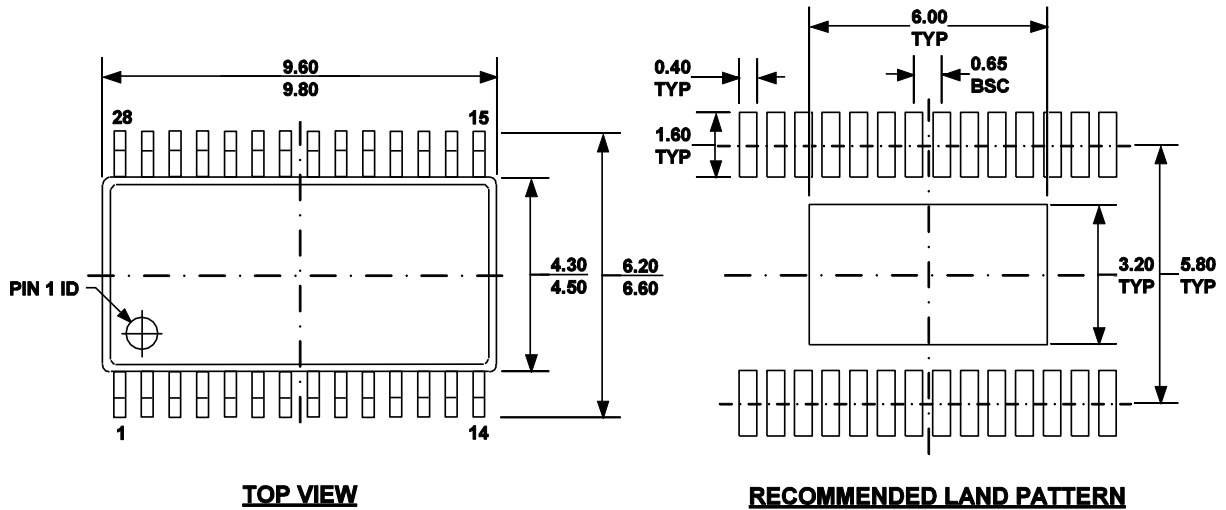 9.60
9.80
28
15
4.30
4.50
6.20
6.60
PIN 1 ID
1
14
TOP VIEW
6.00
TYP
0.40
TYP
0.65
BSC
1.60
TYP
3.20
TYP
5.80
TYP
RECOMMENDED LAND PATTERN